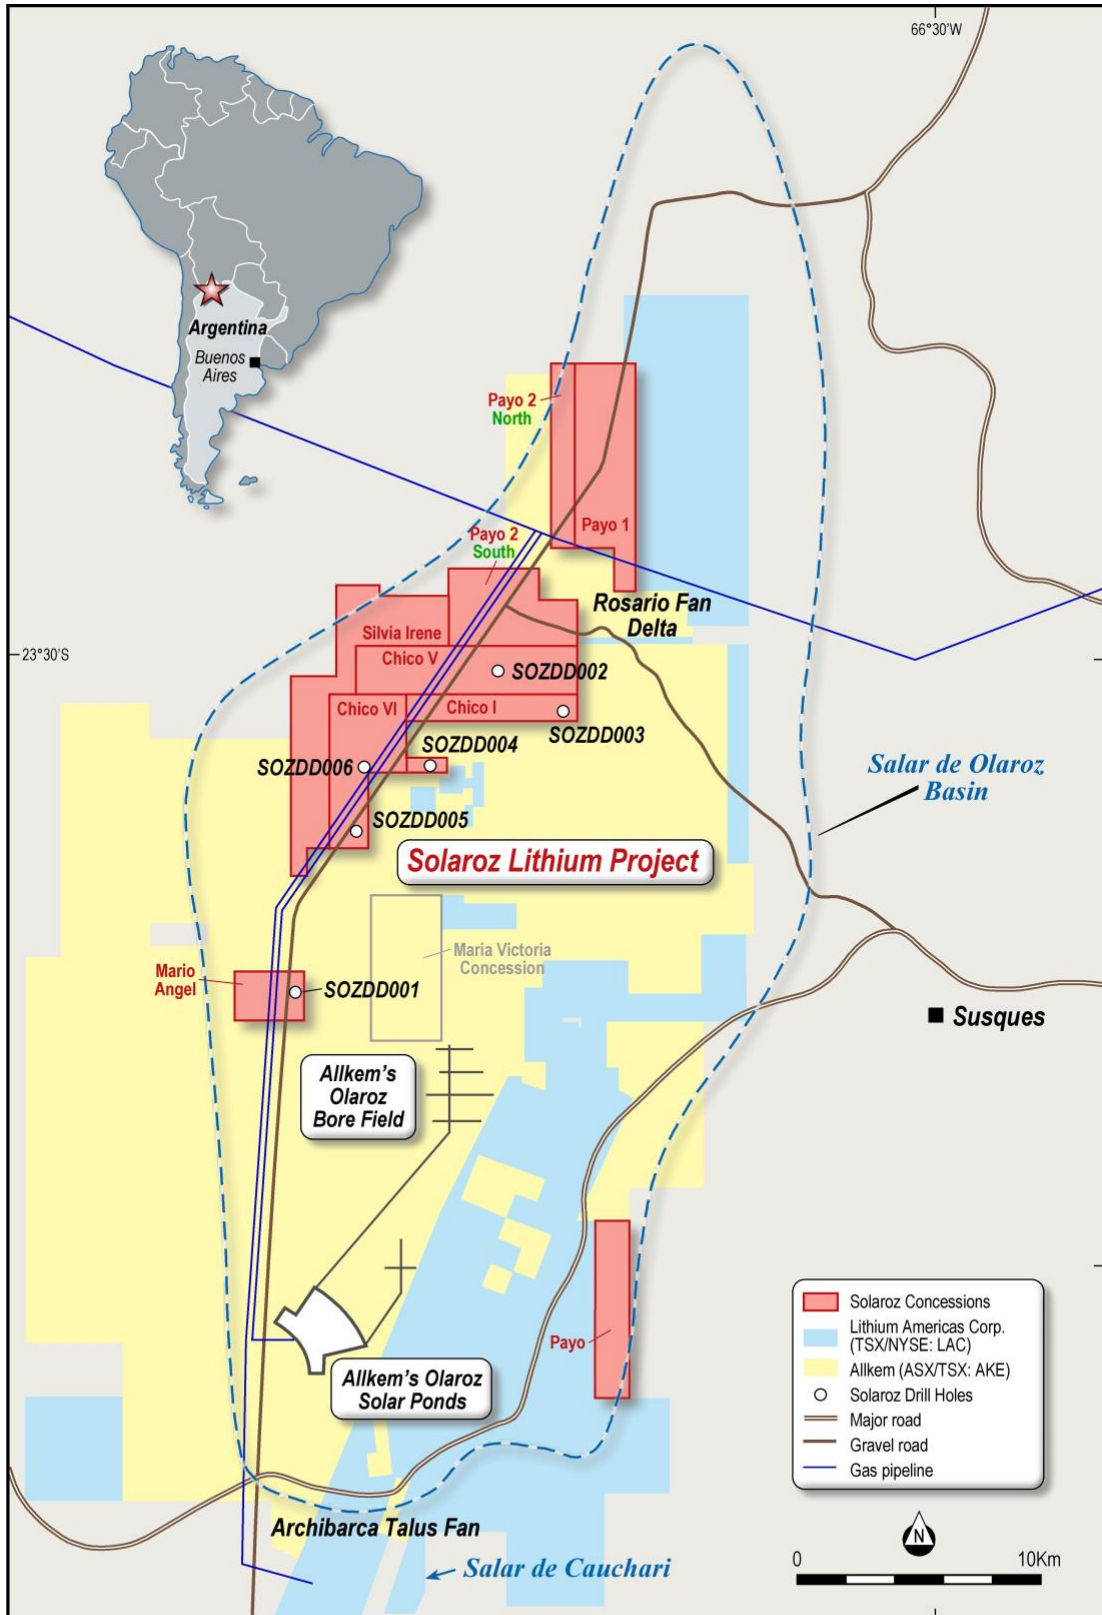 66°30'W
Argentina
Buenos
Aires
Payo 2
North
Payo 1
Payo 2
South
Rosario Fan
Delta
Silvia Irene
23°30'S
Chico V
SOZDD002
Chico VI
Chico I
SOZDD003
SOZDD004
SOZDD006
Salar de Olaroz
Basin
SOZDD005
Solaroz Lithium Project
Maria Victoria
Concession
Mario
Angel
SOZDD001
Susques
Allkem's
Olaroz
Bore Field
Payo
Allkem's Olaroz
Solar Ponds
Solaroz Concessions
Lithium Americas Corp.
(TSX/NYSE: LAC)
Allkem (ASX/TSX: AKE)
Solaroz Drill Holes
Major road
Gravel road
Gas pipeline
Archibarca Talus Fan
Salar de Cauchari
N
0 10Km